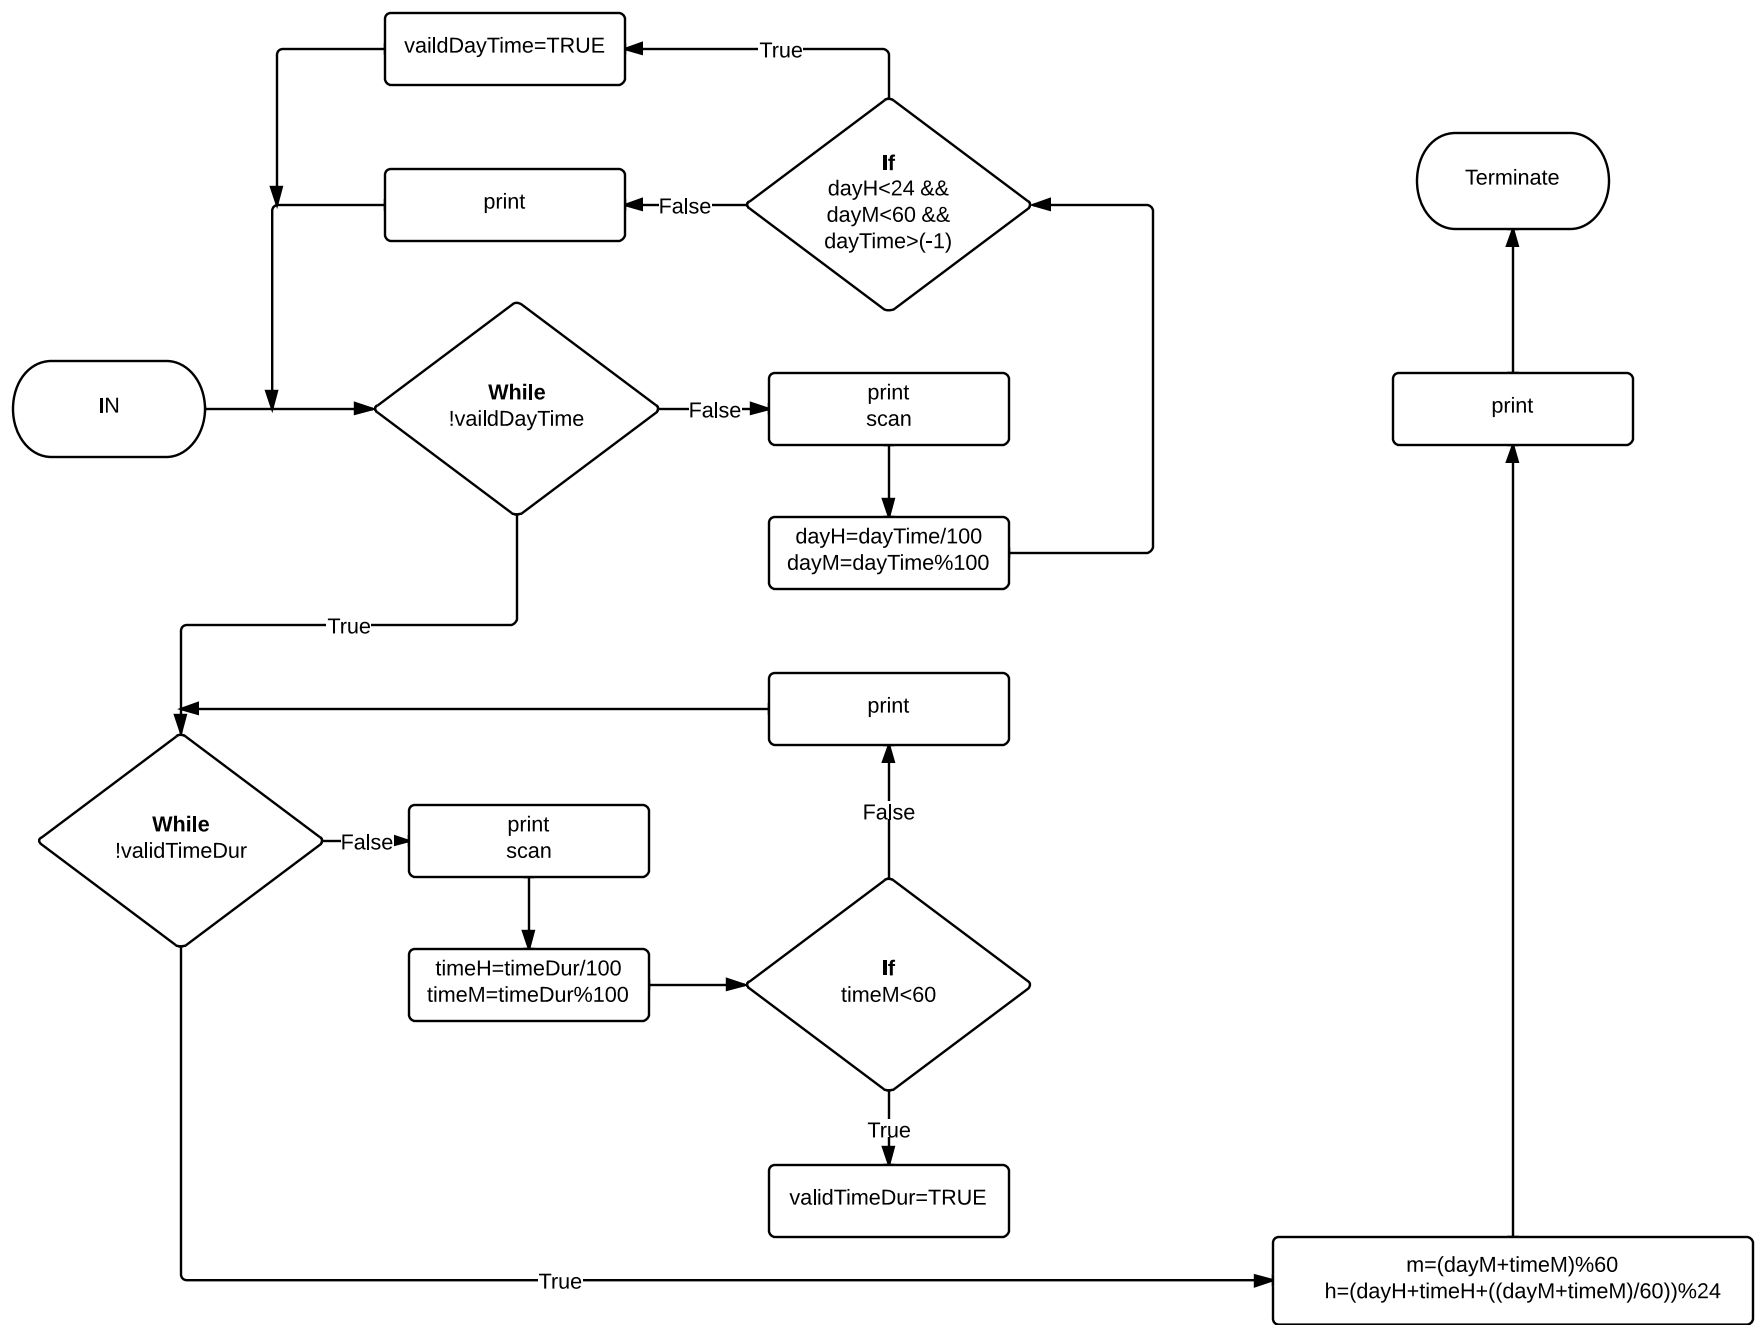 vaildDayTime=TRUE
True
If
dayH<24 &&
dayM<60 &&
dayTime>(-1)
False
print
Terminate
IN
While
!vaildDayTime
False
print
scan
print
dayH=dayTime/100
dayM=dayTime%100
True
print
While
!validTimeDur
False
print
scan
False
timeH=timeDur/100
timeM=timeDur%100
If
timeM<60
True
validTimeDur=TRUE
True
m=(dayM+timeM)%60
h=(dayH+timeH+((dayM+timeM)/60))%24